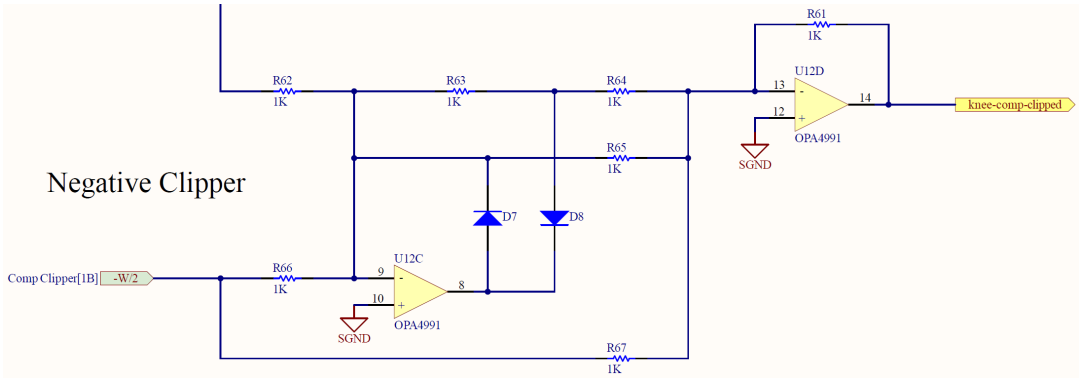 R61
1K
R62
1K
R63
1K
R64
1K
U12D
13
-
12
+
14
OPA4991
knee-comp-clipped
SGND
R65
1K
Negative Clipper
D7
D8
Comp Clipper[1B]
-W/2
R66
1K
U12C
9
-
10
+
8
OPA4991
SGND
R67
1K